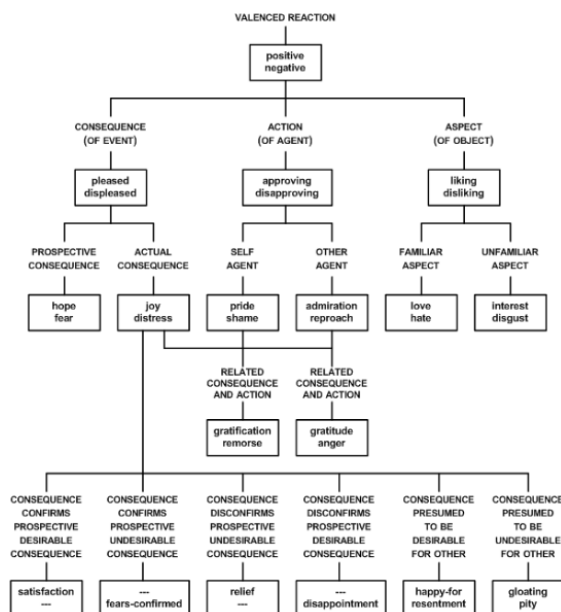 VALENCED REACTION
positive
negative
CONSEQUENCE
(OF EVENT)
ACTION
(OF AGENT)
ASPECT
(OF OBJECT)
pleased
displeased
approving
disapproving
liking
disliking
PROSPECTIVE
CONSEQUENCE
ACTUAL
CONSEQUENCE
SELF
AGENT
OTHER
AGENT
FAMILIAR
ASPECT
UNFAMILIAR
ASPECT
hope
fear
joy
distress
pride
shame
admiration
reproach
love
hate
interest
disgust
RELATED
CONSEQUENCE
AND ACTION
RELATED
CONSEQUENCE
AND ACTION
gratification
remorse
gratitude
anger
CONSEQUENCE
CONFIRMS
PROSPECTIVE
DESIRABLE
CONSEQUENCE
CONSEQUENCE
CONFIRMS
PROSPECTIVE
UNDESIRABLE
CONSEQUENCE
CONSEQUENCE
DISCONFIRMS
PROSPECTIVE
UNDESIRABLE
CONSEQUENCE
CONSEQUENCE
DISCONFIRMS
PROSPECTIVE
DESIRABLE
CONSEQUENCE
CONSEQUENCE
PRESUMED
TO BE
DESIRABLE
FOR OTHER
CONSEQUENCE
PRESUMED
TO BE
UNDESIRABLE
FOR OTHER
satisfaction
---
---
fears-confirmed
relief
---
---
disappointment
happy-for
resentment
gloating
pity